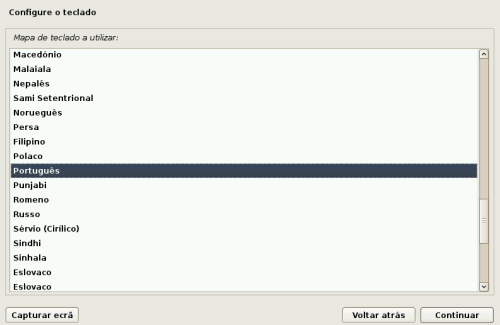 Configure o teclado
Mapa de teclado a utilizar:
Macedónio
Malaiala
Nepalês
Sami Setentrional
Norueguês
Persa
Filipino
Polaco
Português
Punjabi
Romeno
Russo
Sérvio (Cirílico)
Sindhi
Sinhala
Eslovaco
Eslovaco
Capturar ecrã
Voltar atrás
Continuar